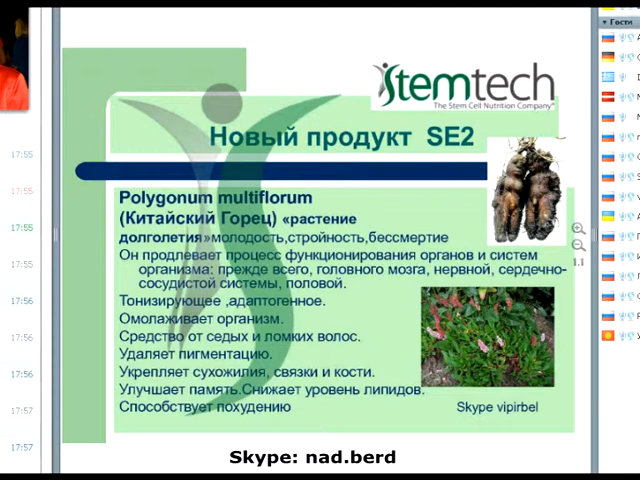 Гости
stemtech
The Stem Cell Nutrition Company
Новый продукт SE2
Polygonum multiflorum
(Китайский Горец) «растение
долголетия»молодость,стройность,бессмертие
Он продлевает процесс функционирования органов и систем
организма: прежде всего, головного мозга, нервной, сердечно-
сосудистой системы, половой.
Тонизирующее ,адаптогенное.
Омолаживает организм.
Средство от седых и ломких волос.
Удаляет пигментацию.
Укрепляет сухожилия, связки и кости.
Улучшает память.Снижает уровень липидов.
Способствует похудению
Skype vipirbel
1.1
17:55
17:55
17:55
17:55
17:56
17:56
17:56
17:57
17:57
Skype: nad.berd